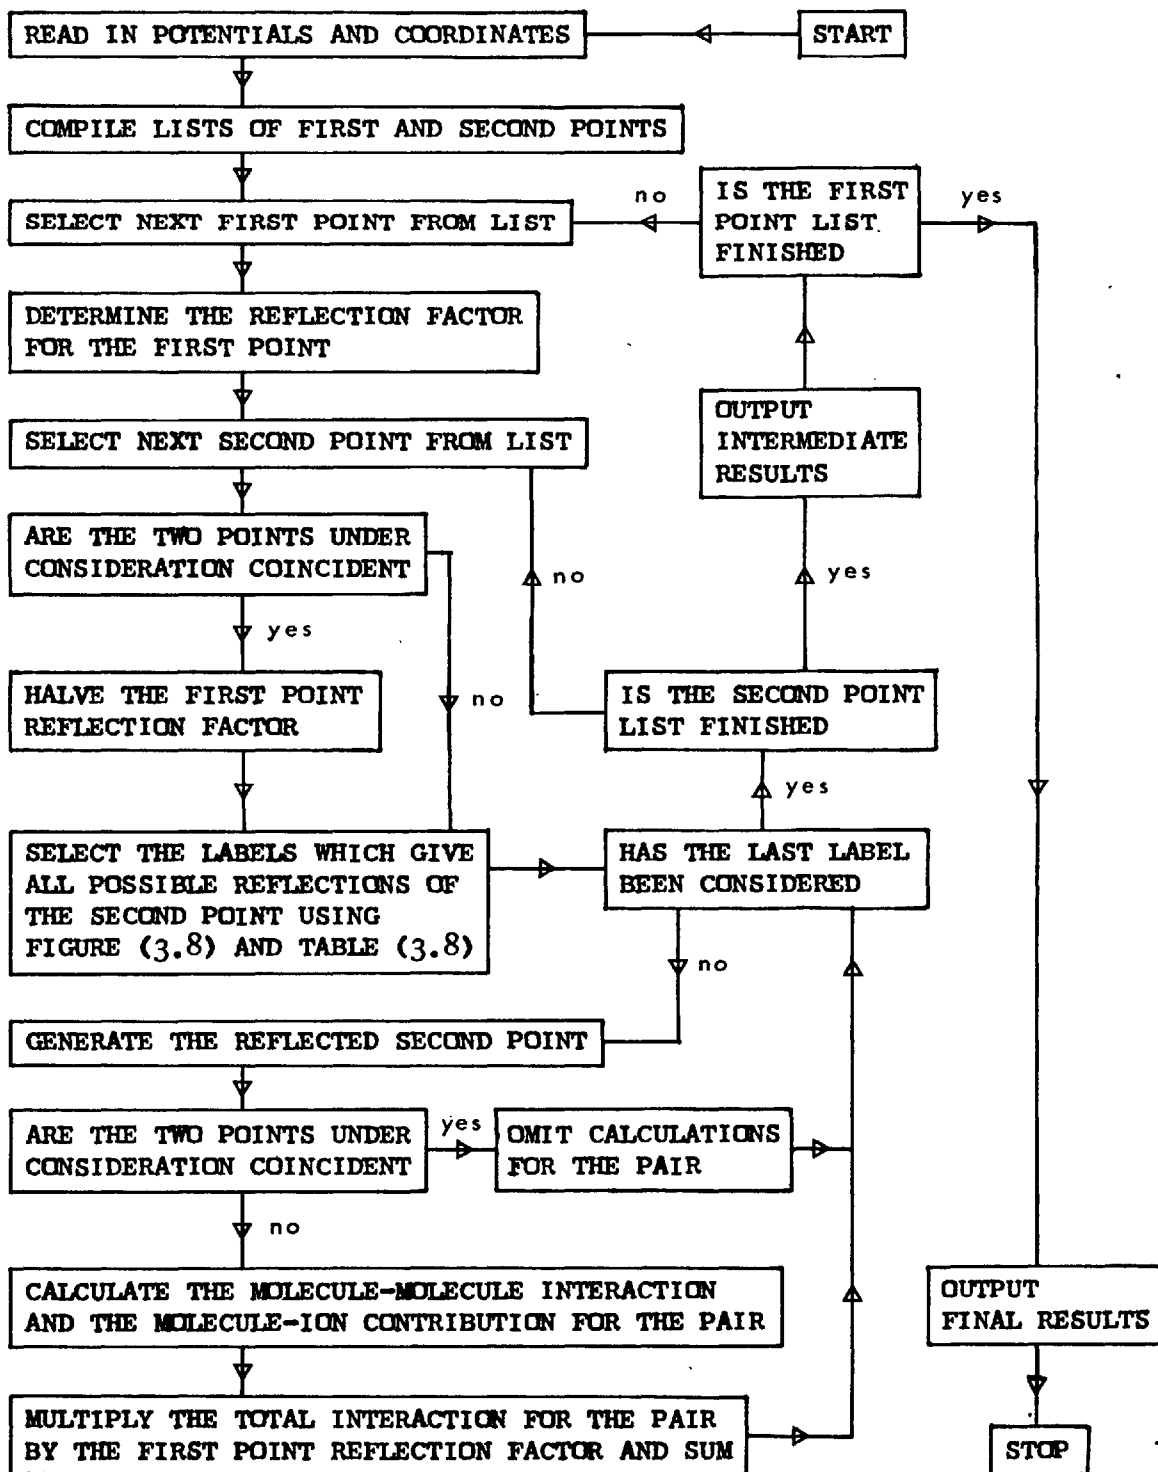 READ IN POTENTIALS AND COORDINATES
START
COMPILE LISTS OF FIRST AND SECOND POINTS
SELECT NEXT FIRST POINT FROM LIST
no
IS THE FIRST
POINT LIST
FINISHED
yes
DETERMINE THE REFLECTION FACTOR
FOR THE FIRST POINT
SELECT NEXT SECOND POINT FROM LIST
OUTPUT
INTERMEDIATE
RESULTS
ARE THE TWO POINTS UNDER
CONSIDERATION COINCIDENT
no
yes
yes
HALVE THE FIRST POINT
REFLECTION FACTOR
no
IS THE SECOND POINT
LIST FINISHED
yes
SELECT THE LABELS WHICH GIVE
ALL POSSIBLE REFLECTIONS OF
THE SECOND POINT USING
FIGURE (3.8) AND TABLE (3.8)
HAS THE LAST LABEL
BEEN CONSIDERED
no
GENERATE THE REFLECTED SECOND POINT
ARE THE TWO POINTS UNDER
CONSIDERATION COINCIDENT
yes
OMIT CALCULATIONS
FOR THE PAIR
no
CALCULATE THE MOLECULE-MOLECULE INTERACTION
AND THE MOLECULE-ION CONTRIBUTION FOR THE PAIR
OUTPUT
FINAL RESULTS
MULTIPLY THE TOTAL INTERACTION FOR THE PAIR
BY THE FIRST POINT REFLECTION FACTOR AND SUM
STOP